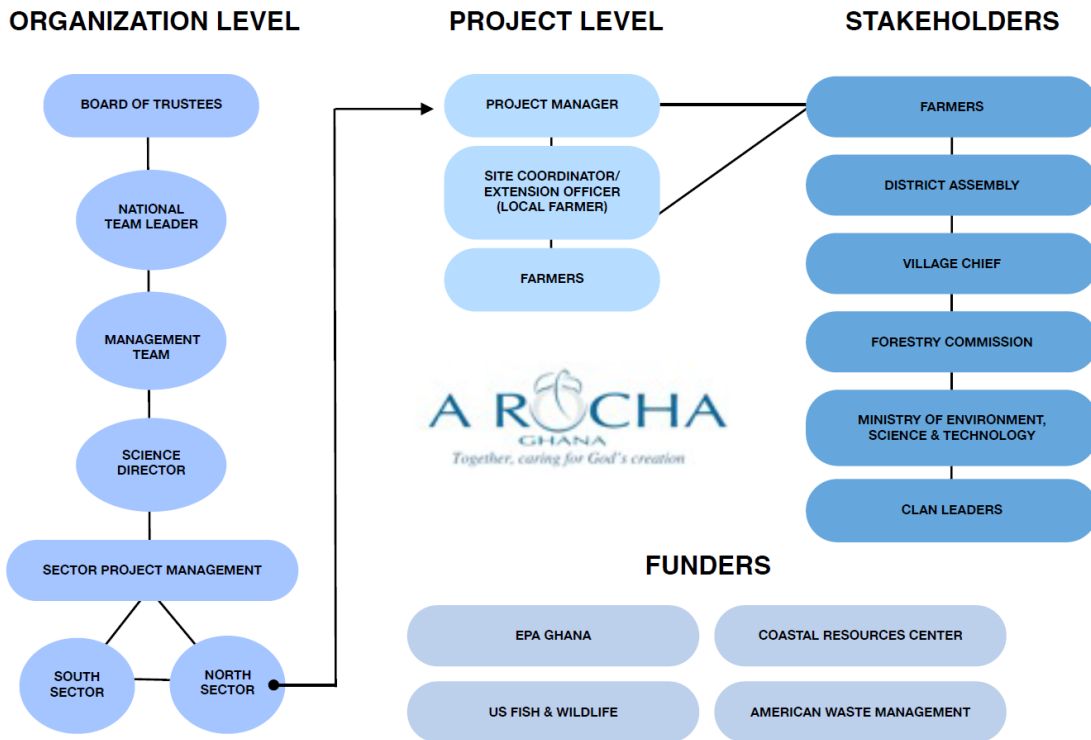 ORGANIZATION LEVEL
BOARD OF TRUSTEES
NATIONAL
TEAM LEADER
MANAGEMENT
TEAM
SCIENCE
DIRECTOR
SECTOR PROJECT MANAGEMENT
SOUTH
SECTOR
NORTH
SECTOR
PROJECT LEVEL
PROJECT MANAGER
SITE COORDINATOR/
EXTENSION OFFICER
(LOCAL FARMER)
FARMERS
A ROCHA
GHANA
Together, caring for God's creation
STAKEHOLDERS
FARMERS
DISTRICT ASSEMBLY
VILLAGE CHIEF
FORESTRY COMMISSION
MINISTRY OF ENVIRONMENT,
SCIENCE & TECHNOLOGY
CLAN LEADERS
FUNDERS
EPA GHANA
COASTAL RESOURCES CENTER
US FISH & WILDLIFE
AMERICAN WASTE MANAGEMENT